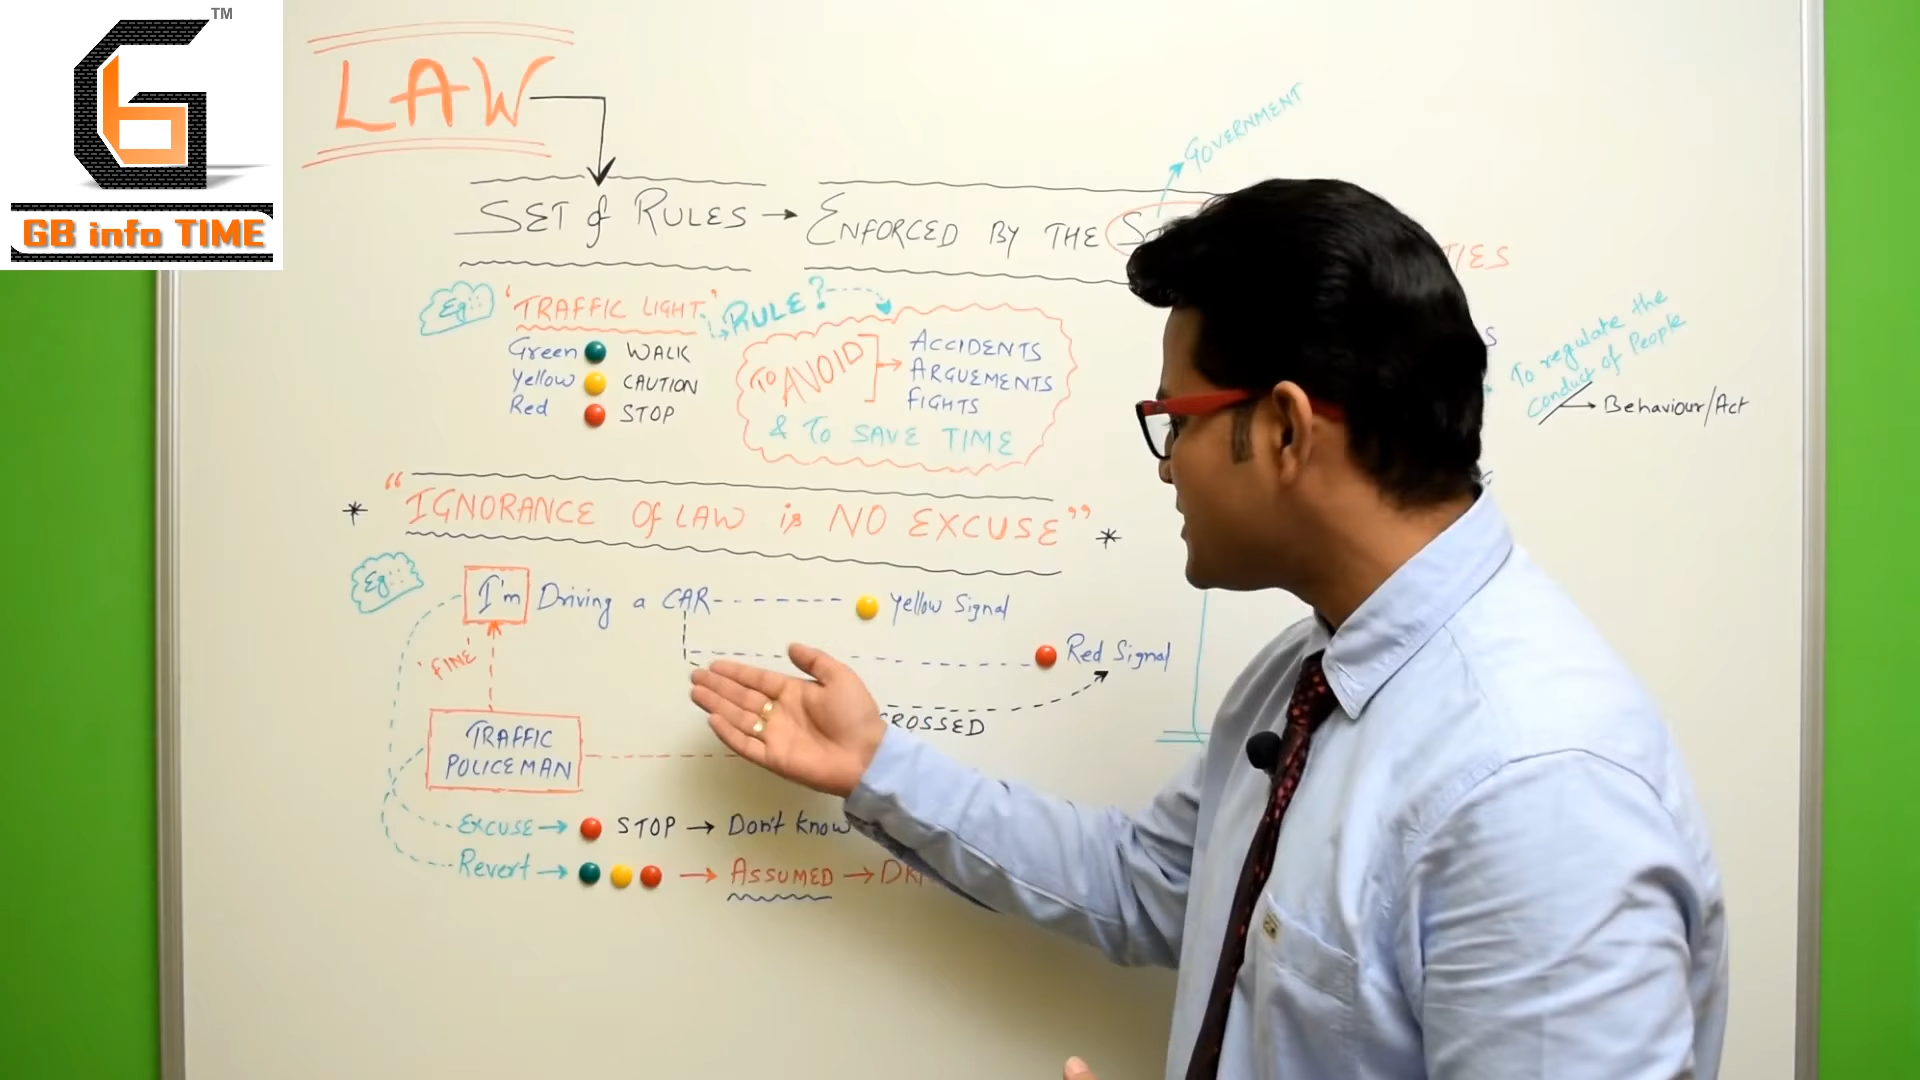 TM
GB info TIME
LAW
GOVERNMENT
SET of RULES → ENFORCED BY THE
TIES
Eg: 'TRAFFIC LIGHT' RULE?
Green WALK
Yellow CAUTION
Red STOP
TO AVOID
ACCIDENTS
ARGUEMENTS
FIGHTS
& TO SAVE TIME
To regulate the
conduct of People
→ Behaviour/Act
* "IGNORANCE Of LAW is NO EXCUSE" *
Eg: I'm Driving a CAR Yellow Signal
Red Signal
'FINE'
CROSSED
TRAFFIC
POLICEMAN
EXCUSE → STOP → Don't know
Revert → → ASSUMED →